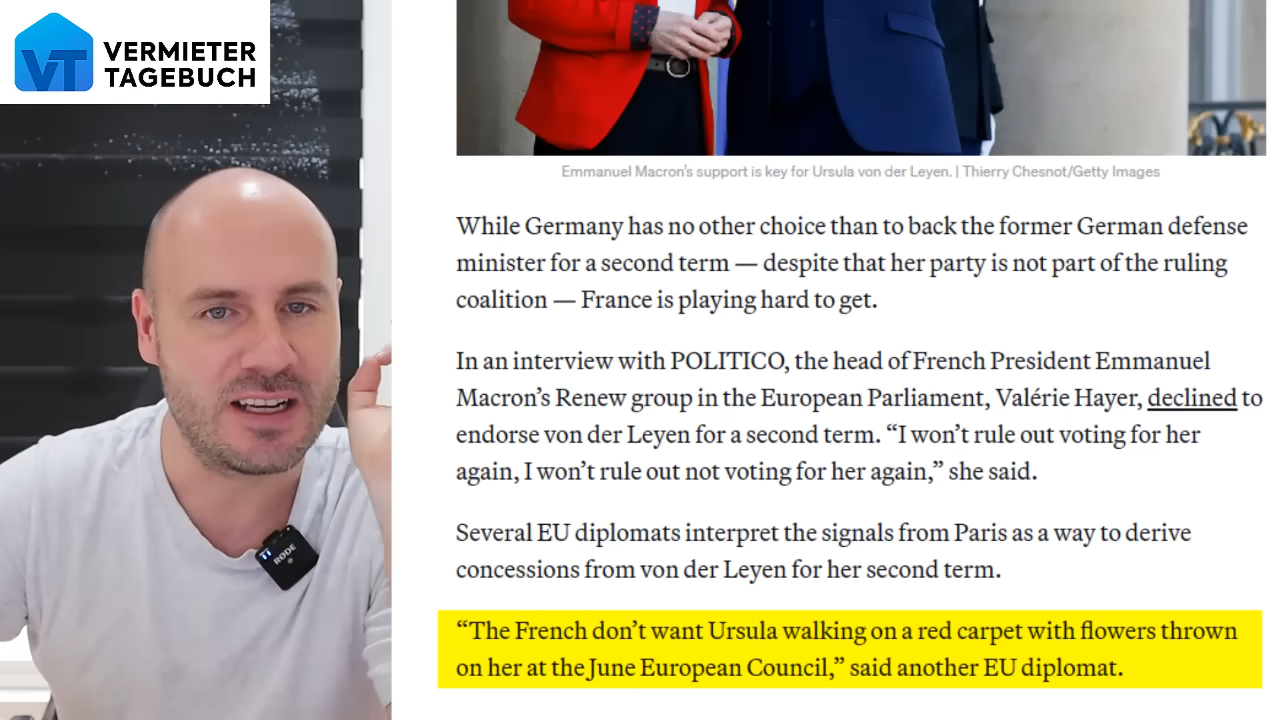 VT
VERMIETER
TAGEBUCH
RØDE
Emmanuel Macron’s support is key for Ursula von der Leyen. | Thierry Chesnot/Getty Images
While Germany has no other choice than to back the former German defense
minister for a second term — despite that her party is not part of the ruling
coalition — France is playing hard to get.
In an interview with POLITICO, the head of French President Emmanuel
Macron’s Renew group in the European Parliament, Valérie Hayer, declined to
endorse von der Leyen for a second term. “I won’t rule out voting for her
again, I won’t rule out not voting for her again,” she said.
Several EU diplomats interpret the signals from Paris as a way to derive
concessions from von der Leyen for her second term.
“The French don’t want Ursula walking on a red carpet with flowers thrown
on her at the June European Council,” said another EU diplomat.